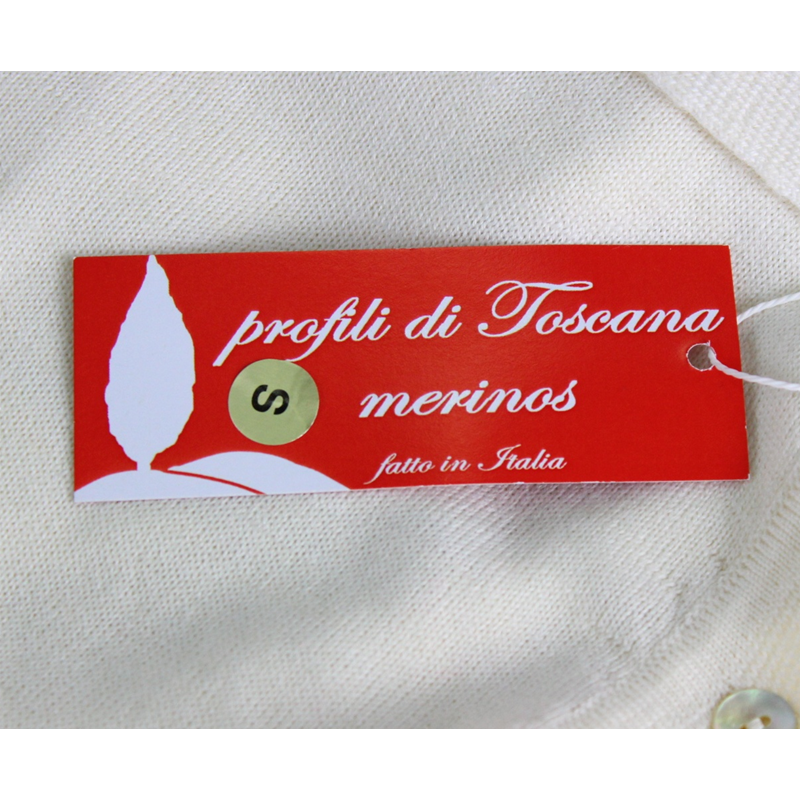 profili di Toscana
S
merinos
fatto in Italia